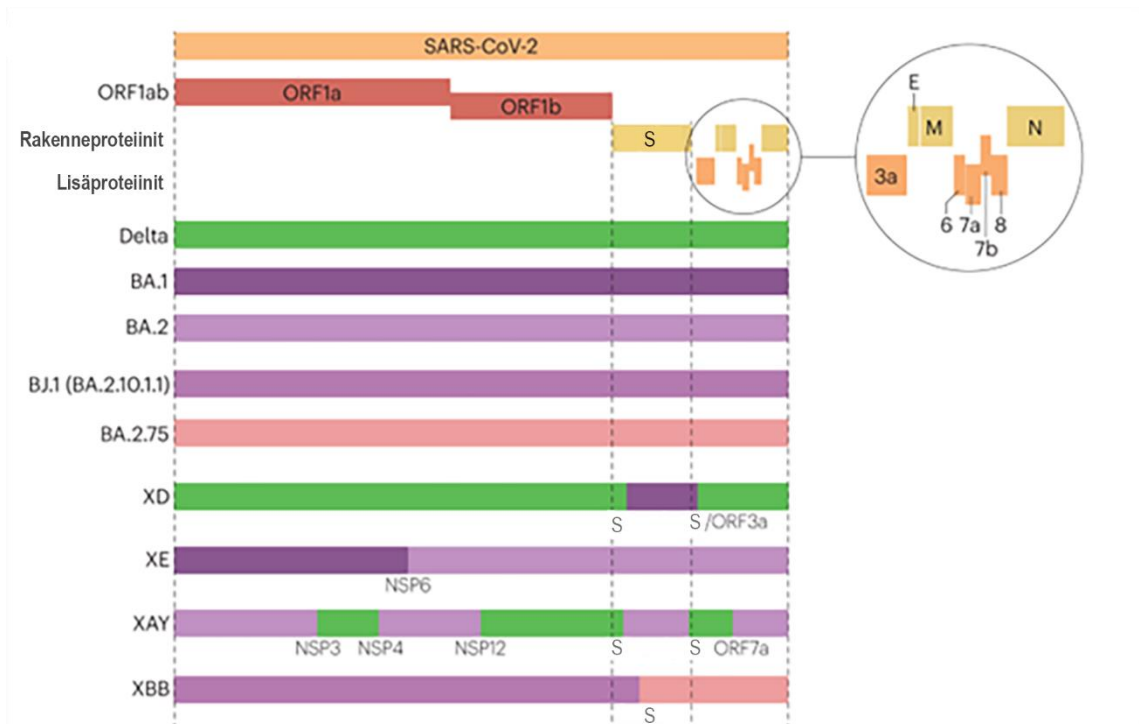 SARS-CoV-2
ORF1ab
ORF1a
ORF1b
Rakenneproteiinit
S
Lisäproteiinit
E
M
N
3a
6
7a
7b
8
Delta
BA.1
BA.2
BJ.1 (BA.2.10.1.1)
BA.2.75
XD
S
S /ORF3a
XE
NSP6
XAY
NSP3
NSP4
NSP12
S
S
ORF7a
XBB
S